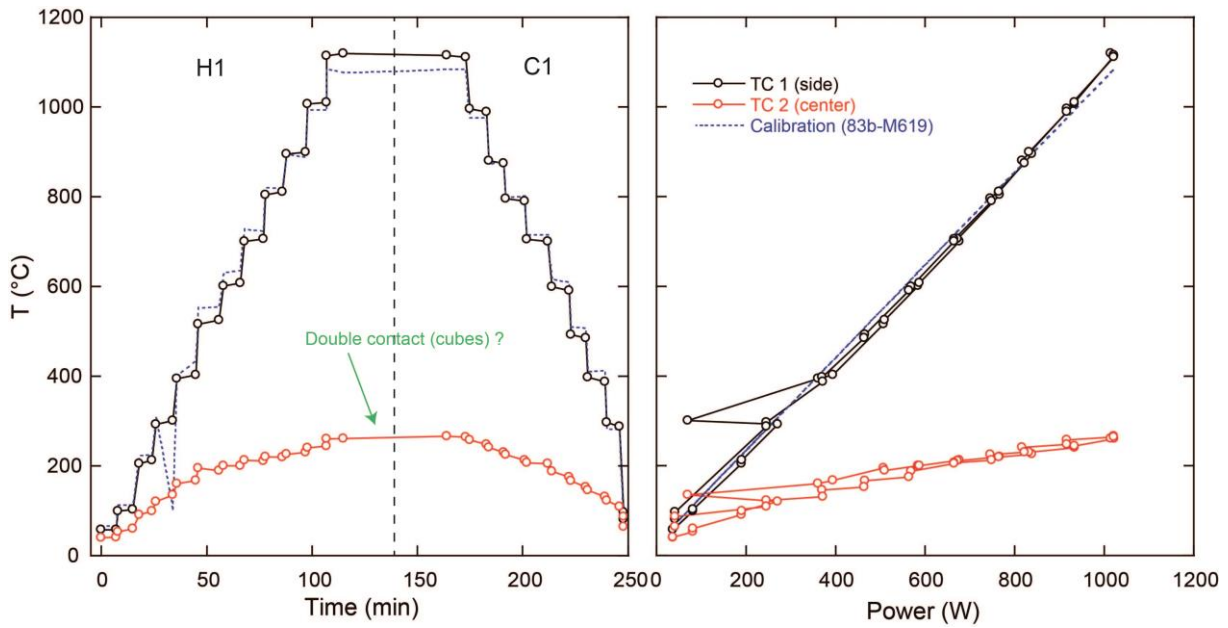 1200
1000
800
600
400
200
0
T (°C)
H1
C1
Double contact (cubes) ?
0
50
100
150
200
250
Time (min)
TC 1 (side)
TC 2 (center)
Calibration (83b-M619)
200
400
600
800
1000
1200
Power (W)